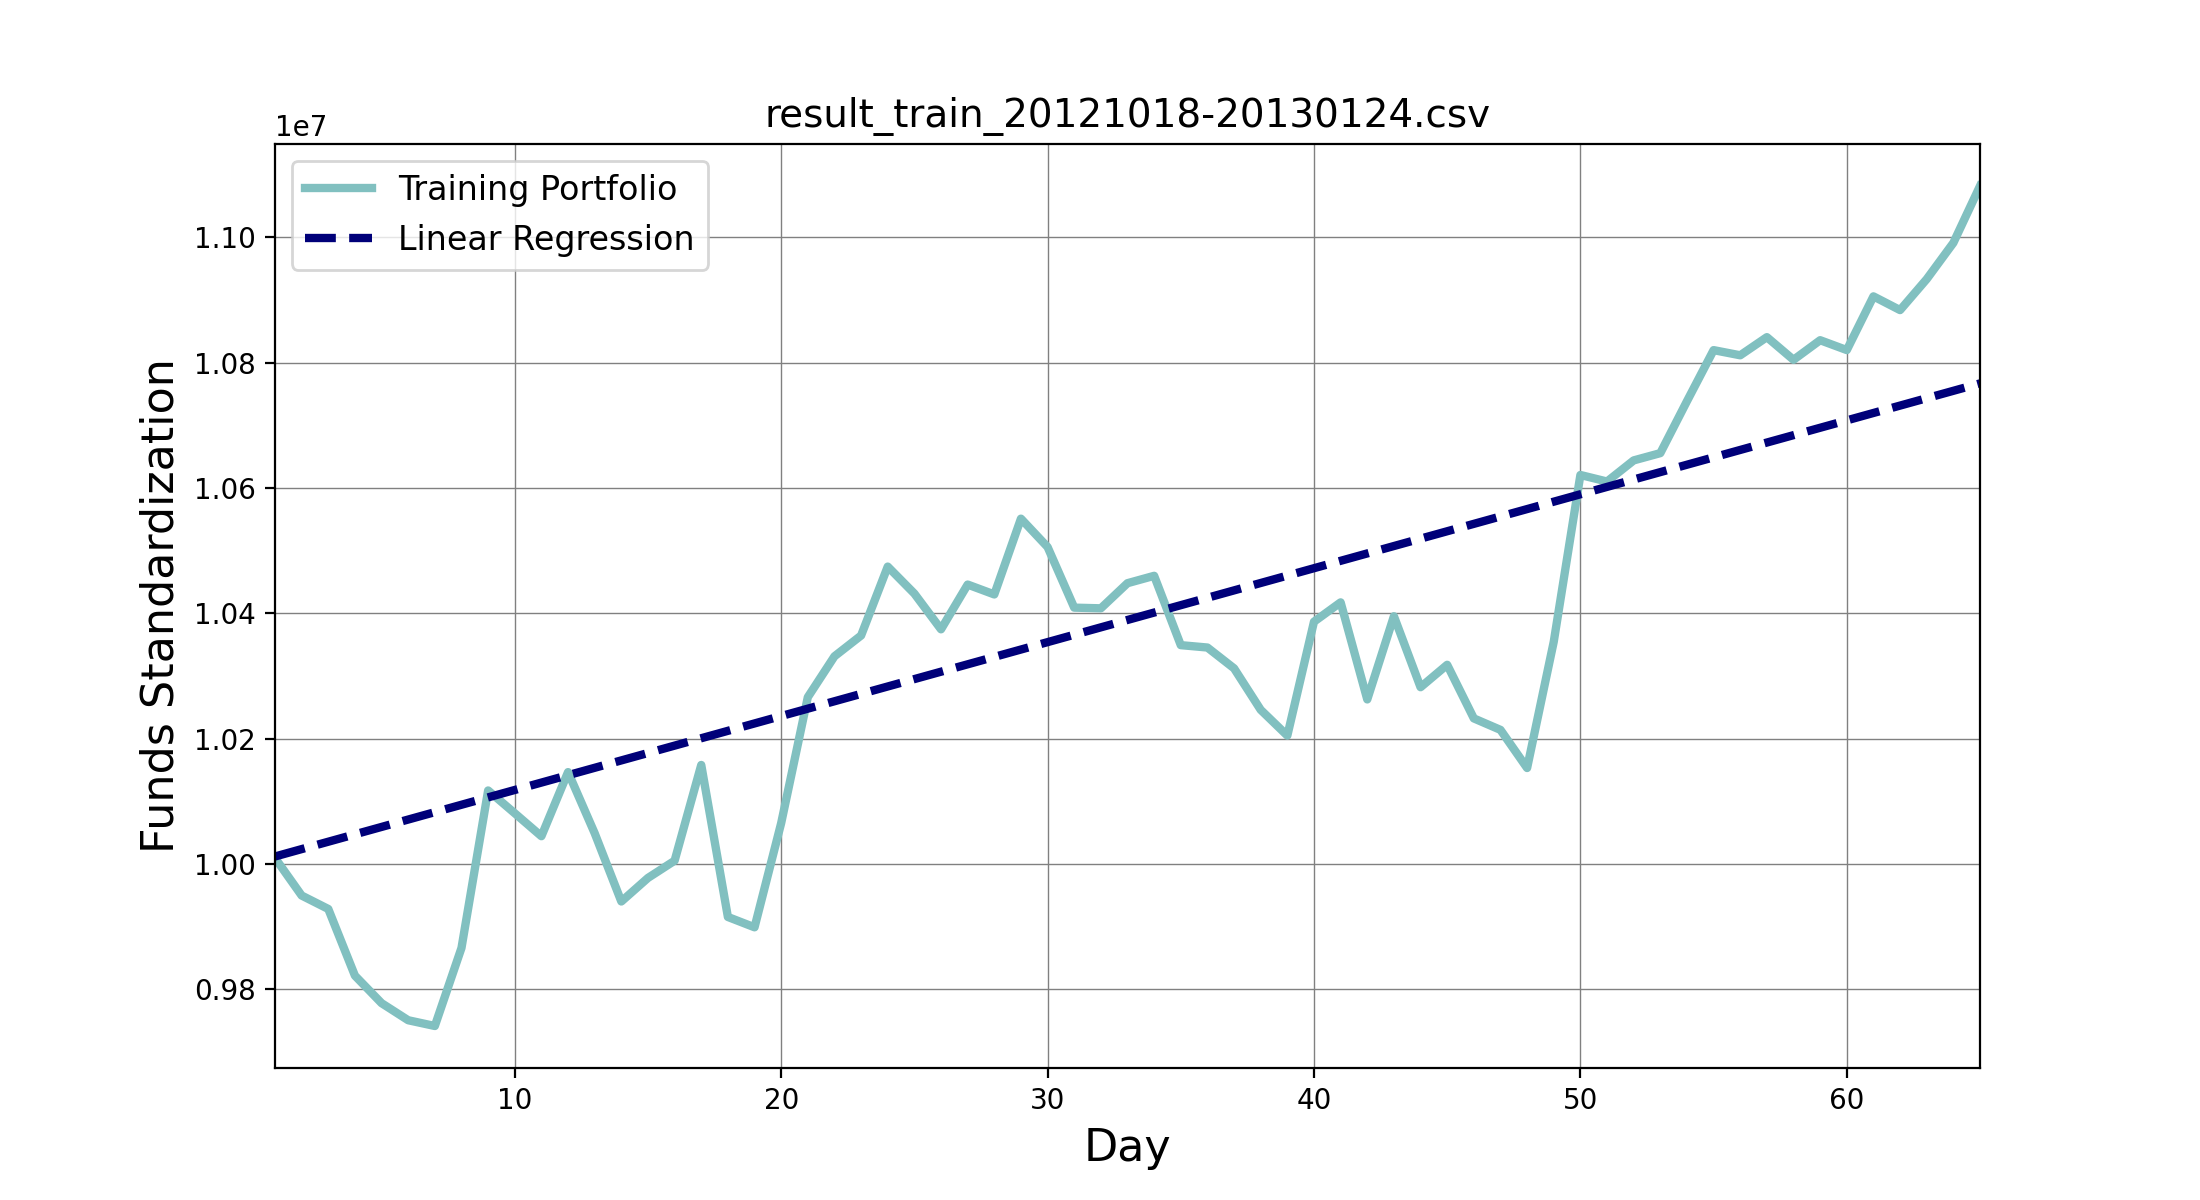 result_train_20121018-20130124.csv
1e7
Training Portfolio
Linear Regression
1.10
1.08
1.06
1.04
1.02
1.00
0.98
Funds Standardization
10 20 30 40 50 60
Day